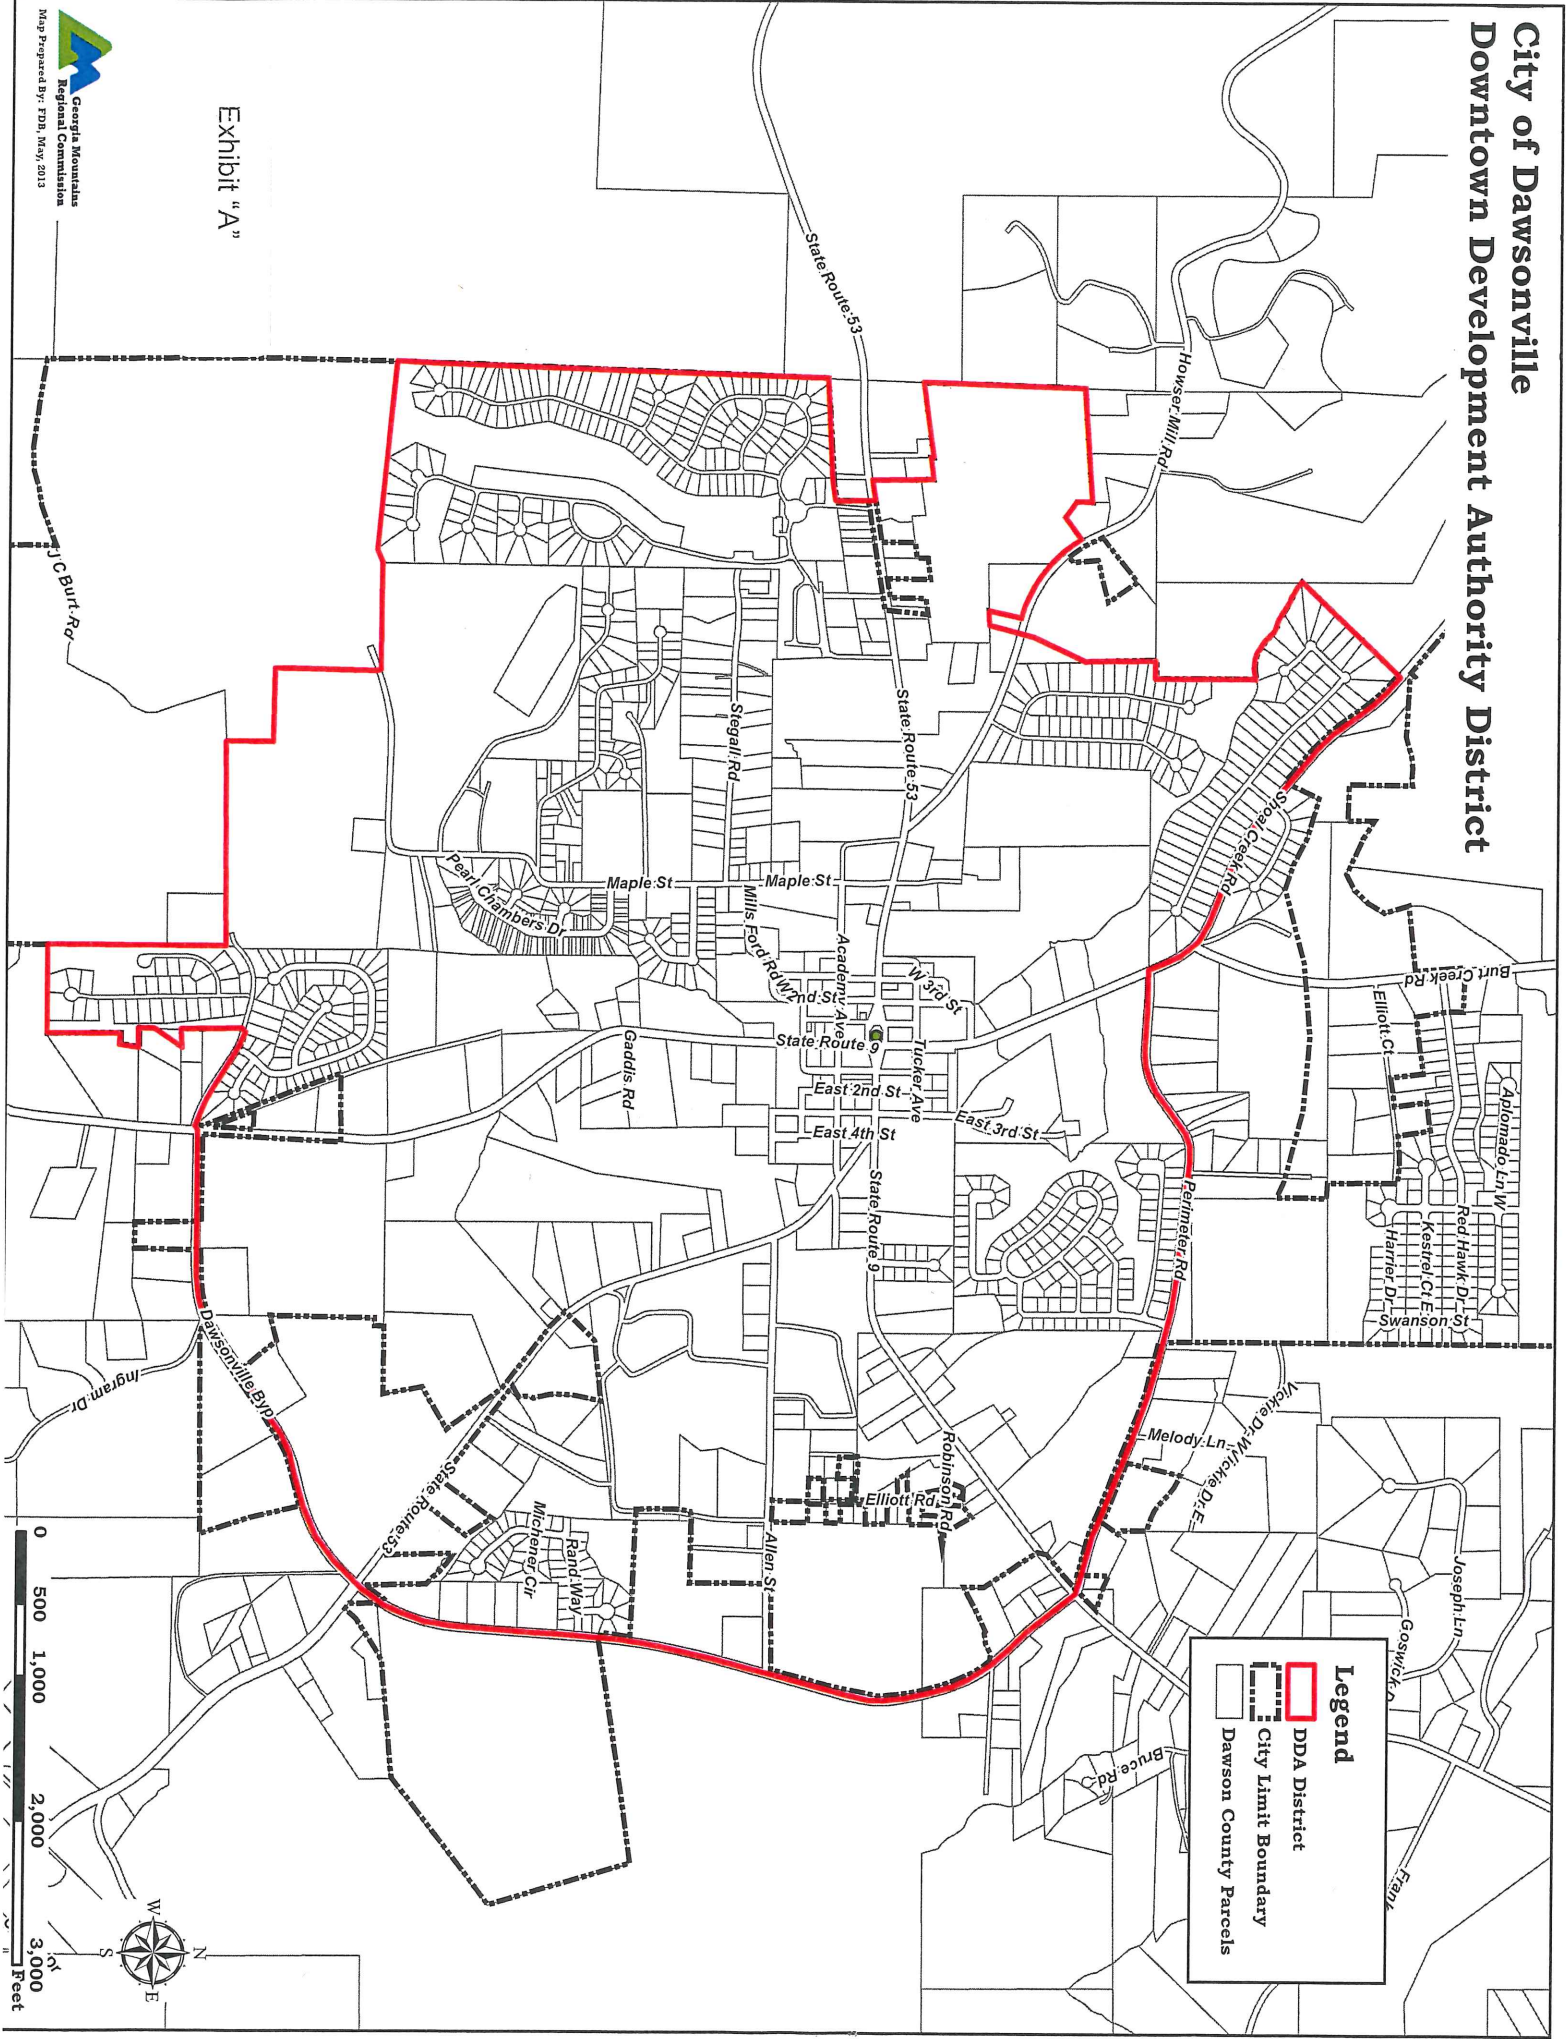 City of Dawsonville
Downtown Development Authority District
Legend
DDA District
City Limit Boundary
Dawson County Parcels
Howser Mill Rd
State Route 53
State Route 53
Shoal Creek Rd
Burt Creek Rd
Elliott Ct
Aplomado Ln W
Red Hawk Dr
Kestrel Ct E
Harrier Dr
Swanson St
Perimeter Rd
Vickie Dr W
Vickie Dr E
Melody Ln
Joseph Ln
Goswick D
Frank
Bruce Rd
Stegall Rd
Maple St
Maple St
Pearl Chambers Dr
Mills Ford Rd
W 2nd St
Academy Ave
W 3rd St
State Route 9
Tucker Ave
East 2nd St
East 3rd St
East 4th St
State Route 9
Gaddis Rd
Robinson Rd
Elliott Rd
Allen St
Rand Way
Michener Cir
State Route 53
Dawsonville Byp
Ingram Dr
J C Burt Rd
Exhibit "A"
Georgia Mountains
Regional Commission
Map Prepared By: FDB, May, 2013
N
W
E
S
or
0 500 1,000 2,000 3,000
Feet